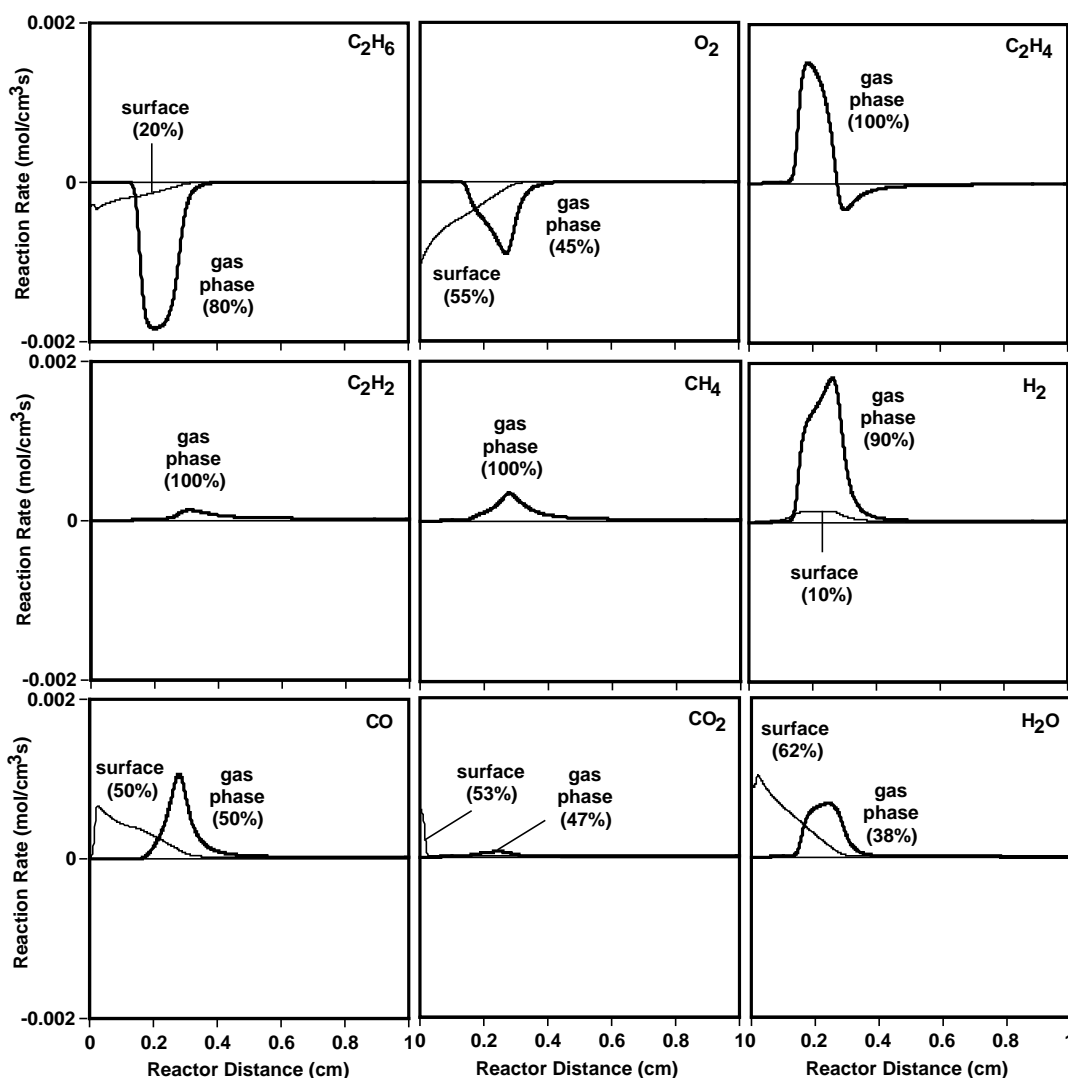 0.002
0
-0.002
Reaction Rate (mol/cm³s)
C₂H₆
surface
(20%)
gas
phase
(80%)
O₂
gas
phase
(45%)
surface
(55%)
C₂H₄
gas
phase
(100%)
0.002
0
-0.002
Reaction Rate (mol/cm³s)
C₂H₂
gas
phase
(100%)
CH₄
gas
phase
(100%)
H₂
gas
phase
(90%)
surface
(10%)
0.002
0
-0.002
Reaction Rate (mol/cm³s)
CO
surface
(50%)
gas
phase
(50%)
CO₂
surface
(53%)
gas
phase
(47%)
H₂O
surface
(62%)
gas
phase
(38%)
0 0.2 0.4 0.6 0.8 1 0 0.2 0.4 0.6 0.8 1 0 0.2 0.4 0.6 0.8
Reactor Distance (cm) Reactor Distance (cm) Reactor Distance (cm)